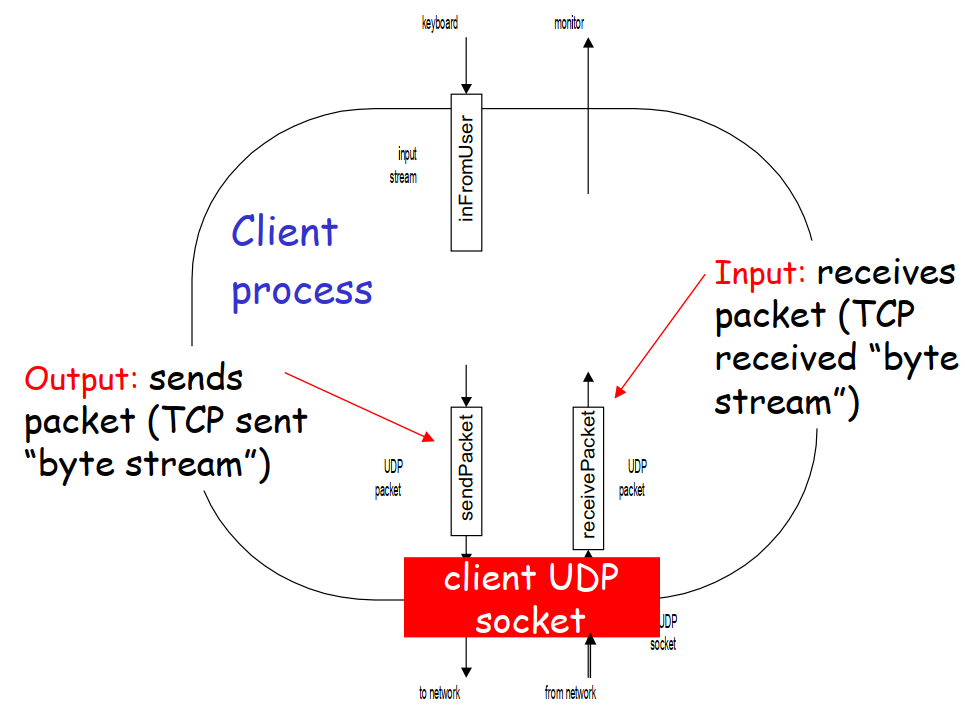 keyboard
monitor
inFromUser
input
stream
Client
process
Input: receives
packet (TCP
received “byte
stream”)
Output: sends
packet (TCP sent
“byte stream”)
sendPacket
receivePacket
UDP
packet
UDP
packet
client UDP
socket
UDP
socket
to network
from network